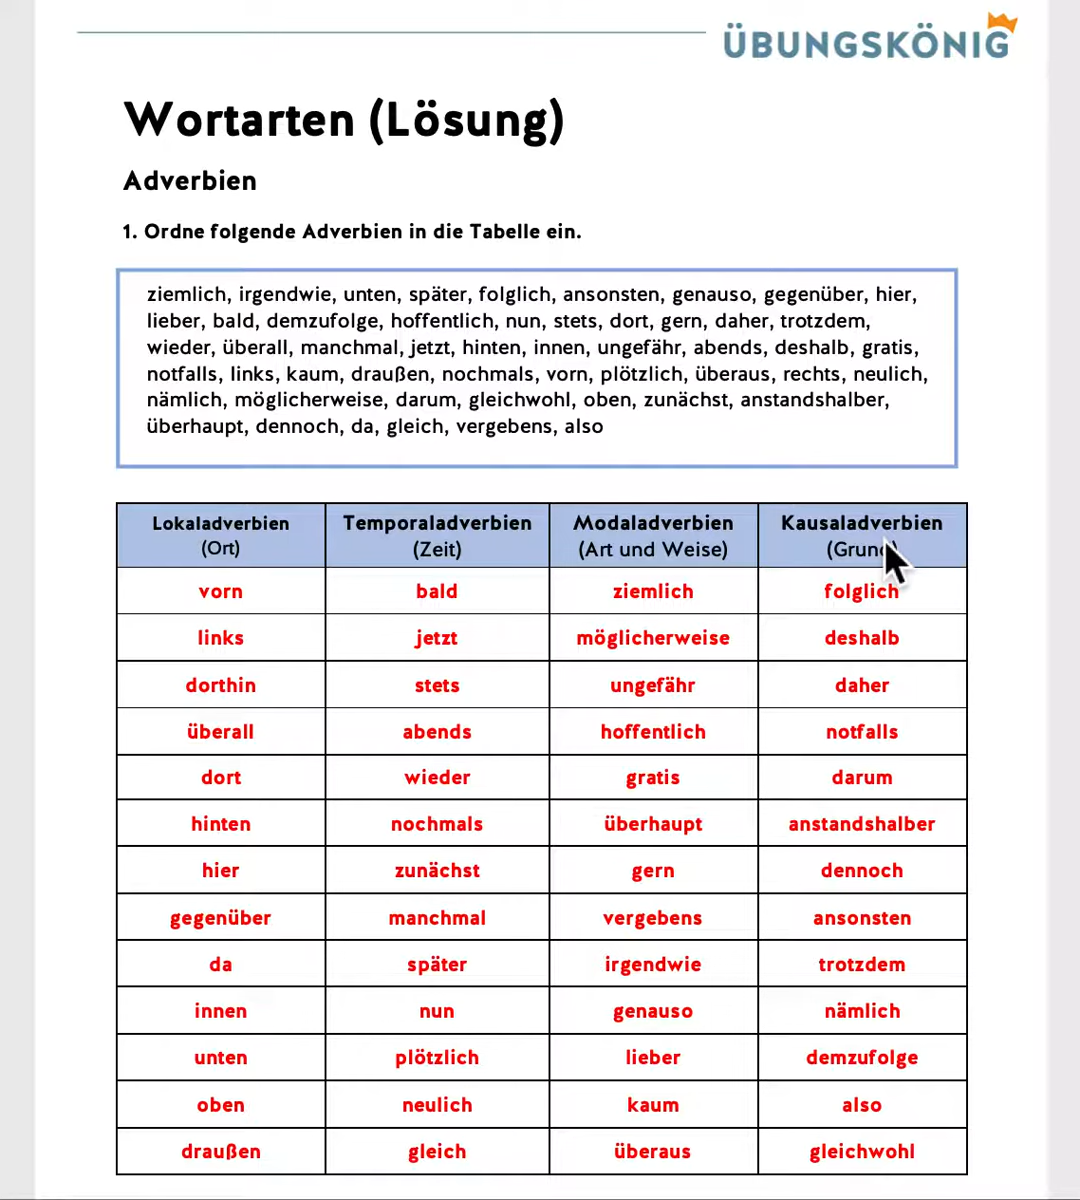 ÜBUNGSKÖNIG
Wortarten (Lösung)
Adverbien
1. Ordne folgende Adverbien in die Tabelle ein.
ziemlich, irgendwie, unten, später, folglich, ansonsten, genauso, gegenüber, hier,
lieber, bald, demzufolge, hoffentlich, nun, stets, dort, gern, daher, trotzdem,
wieder, überall, manchmal, jetzt, hinten, innen, ungefähr, abends, deshalb, gratis,
notfalls, links, kaum, draußen, nochmals, vorn, plötzlich, überaus, rechts, neulich,
nämlich, möglicherweise, darum, gleichwohl, oben, zunächst, anstandshalber,
überhaupt, dennoch, da, gleich, vergebens, also
Lokaladverbien Temporaladverbien Modaladverbien Kausaladverbien
(Ort) (Zeit) (Art und Weise) (Grund)
vorn bald ziemlich folglich
links jetzt möglicherweise deshalb
dorthin stets ungefähr daher
überall abends hoffentlich notfalls
dort wieder gratis darum
hinten nochmals überhaupt anstandshalber
hier zunächst gern dennoch
gegenüber manchmal vergebens ansonsten
da später irgendwie trotzdem
innen nun genauso nämlich
unten plötzlich lieber demzufolge
oben neulich kaum also
draußen gleich überaus gleichwohl